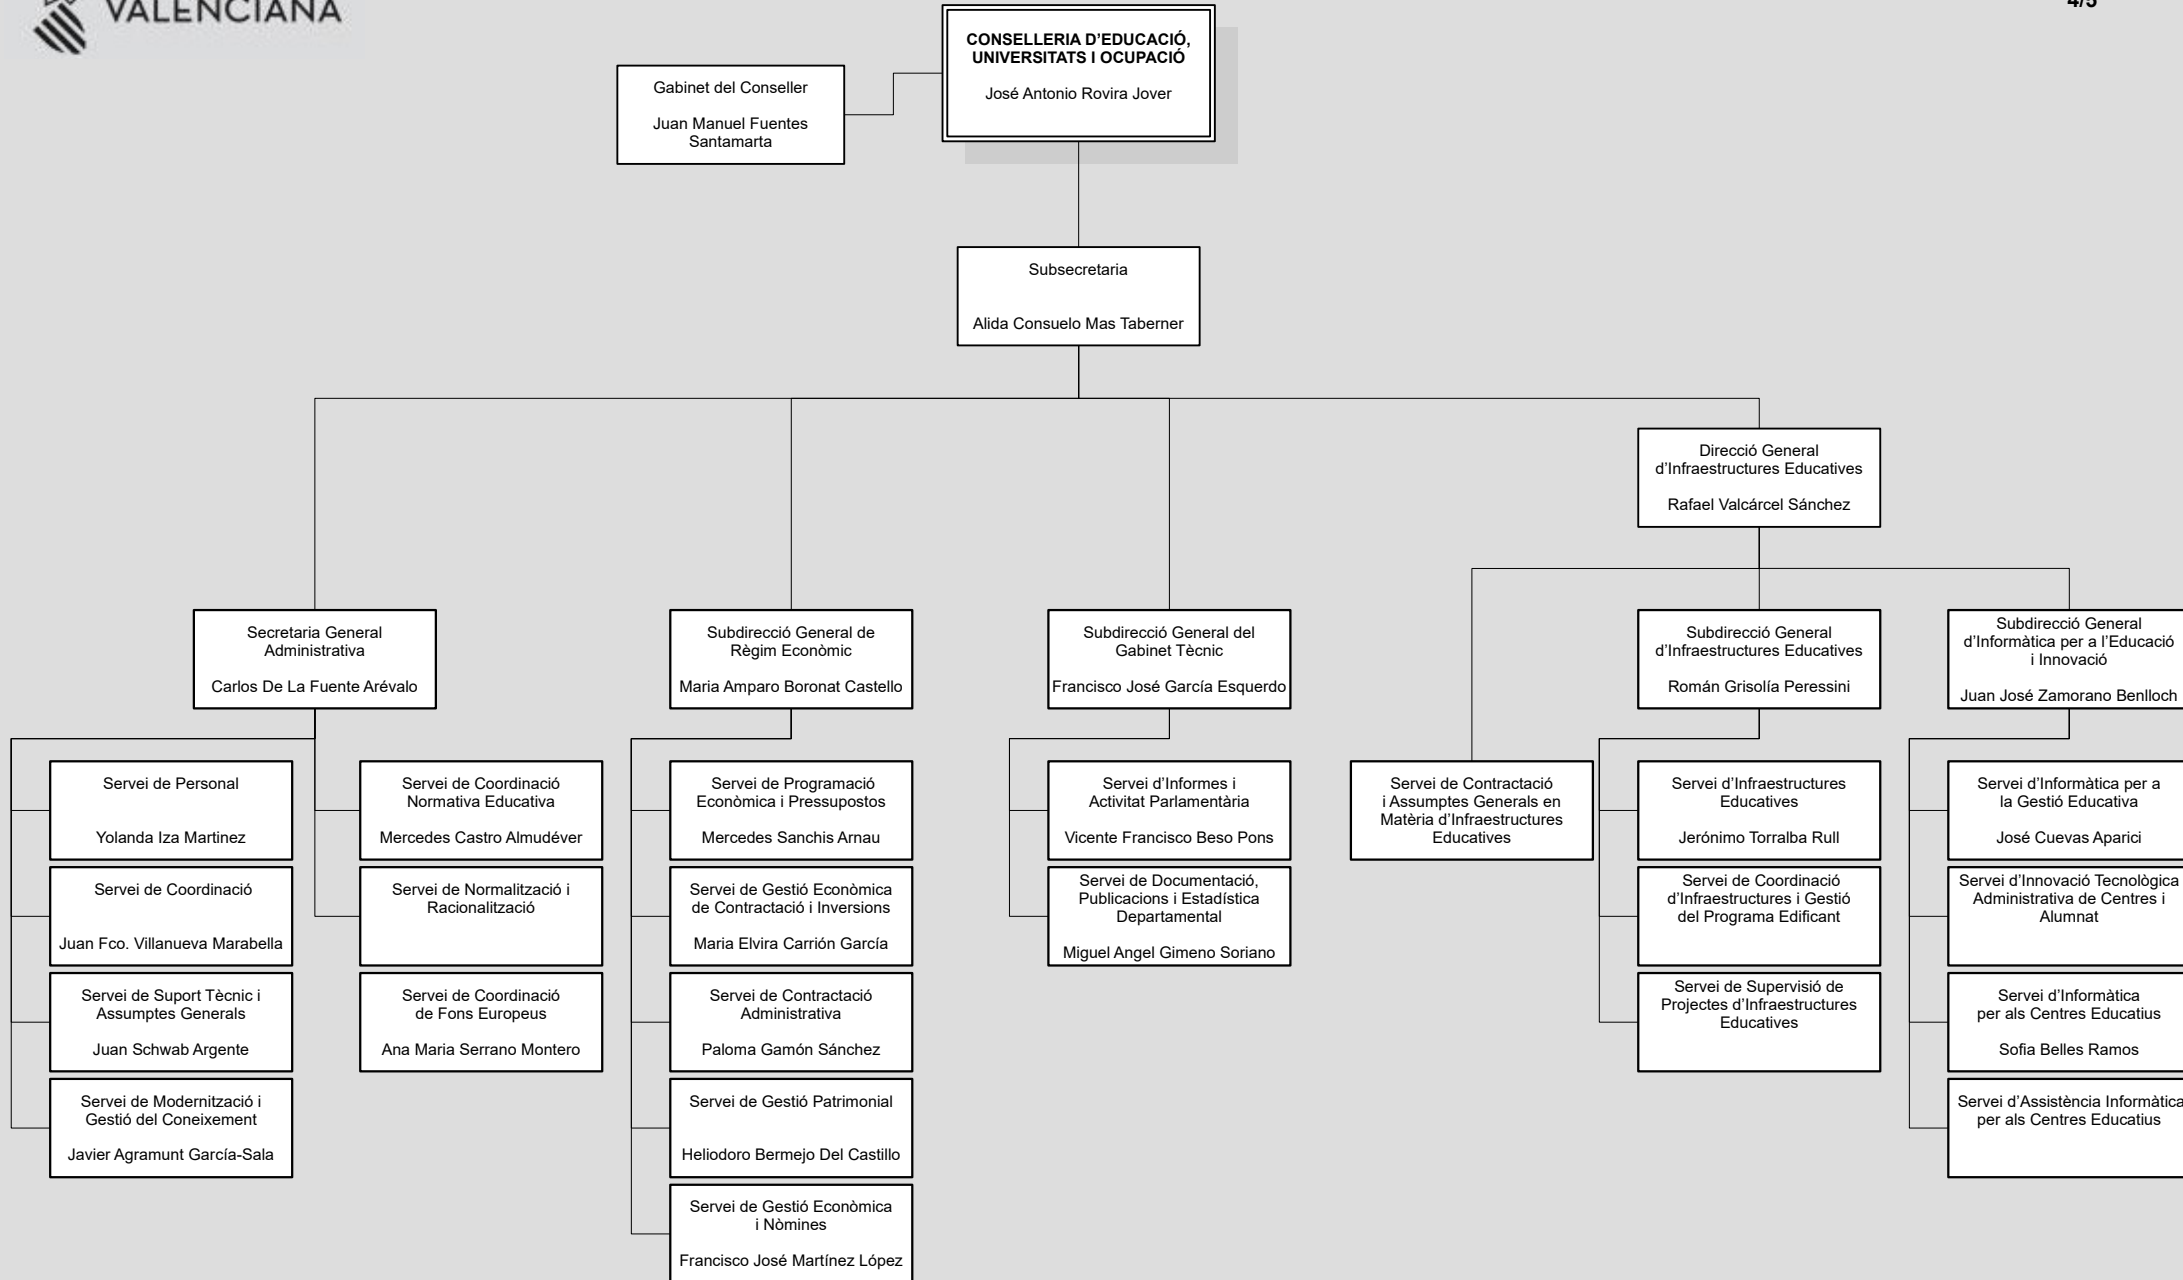 VALENCIANA
4/5
CONSELLERIA D’EDUCACIÓ,
UNIVERSITATS I OCUPACIÓ
José Antonio Rovira Jover
Gabinet del Conseller
Juan Manuel Fuentes
Santamarta
Subsecretaria
Alida Consuelo Mas Taberner
Direcció General
d’Infraestructures Educatives
Rafael Valcárcel Sánchez
Secretaria General
Administrativa
Carlos De La Fuente Arévalo
Subdirecció General de
Règim Econòmic
Maria Amparo Boronat Castello
Subdirecció General del
Gabinet Tècnic
Francisco José García Esquerdo
Subdirecció General
d’Infraestructures Educatives
Román Grisolía Peressini
Subdirecció General
d’Informàtica per a l’Educació
i Innovació
Juan José Zamorano Benlloch
Servei de Personal
Yolanda Iza Martinez
Servei de Coordinació
Juan Fco. Villanueva Marabella
Servei de Suport Tècnic i
Assumptes Generals
Juan Schwab Argente
Servei de Modernització i
Gestió del Coneixement
Javier Agramunt García-Sala
Servei de Coordinació
Normativa Educativa
Mercedes Castro Almudéver
Servei de Normalització i
Racionalització
Servei de Coordinació
de Fons Europeus
Ana Maria Serrano Montero
Servei de Programació
Econòmica i Pressupostos
Mercedes Sanchis Arnau
Servei de Gestió Econòmica
de Contractació i Inversions
Maria Elvira Carrión García
Servei de Contractació
Administrativa
Paloma Gamón Sánchez
Servei de Gestió Patrimonial
Heliodoro Bermejo Del Castillo
Servei de Gestió Econòmica
i Nòmines
Francisco José Martínez López
Servei d’Informes i
Activitat Parlamentària
Vicente Francisco Beso Pons
Servei de Documentació,
Publicacions i Estadística
Departamental
Miguel Angel Gimeno Soriano
Servei de Contractació
i Assumptes Generals en
Matèria d’Infraestructures
Educatives
Servei d’Infraestructures
Educatives
Jerónimo Torralba Rull
Servei de Coordinació
d’Infraestructures i Gestió
del Programa Edificant
Servei de Supervisió de
Projectes d’Infraestructures
Educatives
Servei d’Informàtica per a
la Gestió Educativa
José Cuevas Aparici
Servei d’Innovació Tecnològica
Administrativa de Centres i
Alumnat
Servei d’Informàtica
per als Centres Educatius
Sofia Belles Ramos
Servei d’Assistència Informàtica
per als Centres Educatius